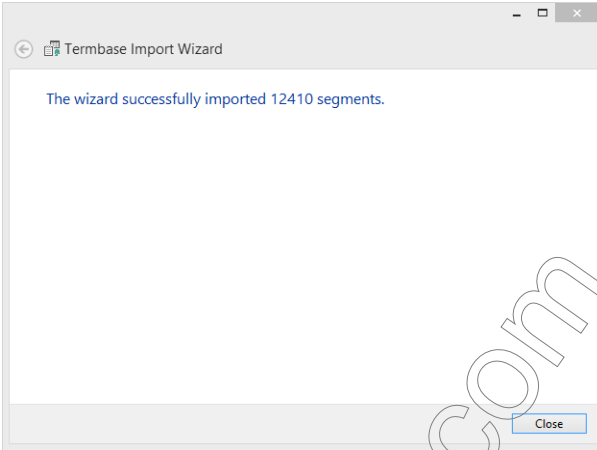 Termbase Import Wizard
The wizard successfully imported 12410 segments.
com
Close